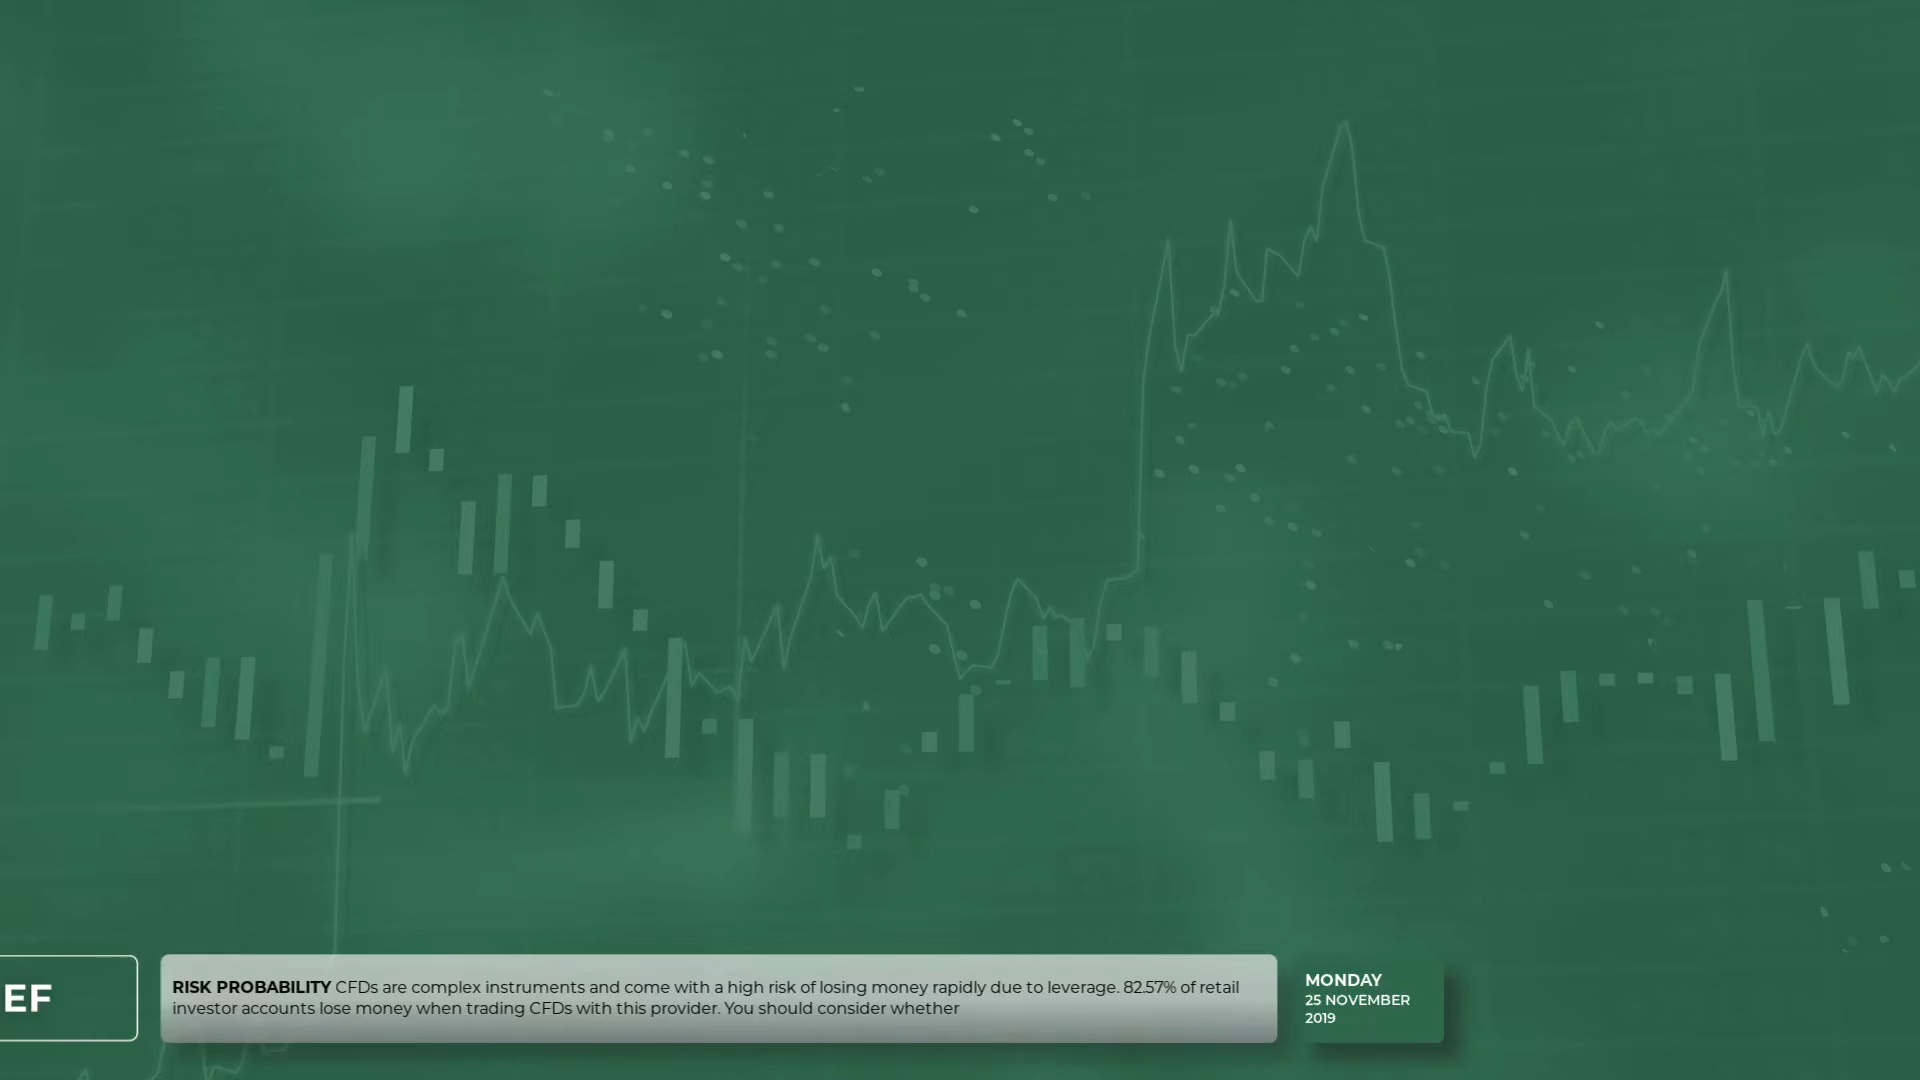 EF
RISK PROBABILITY CFDs are complex instruments and come with a high risk of losing money rapidly due to leverage. 82.57% of retail
investor accounts lose money when trading CFDs with this provider. You should consider whether
MONDAY
25 NOVEMBER
2019